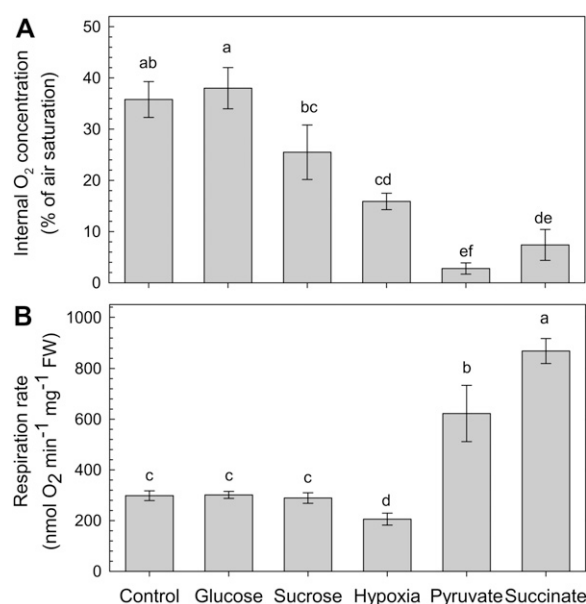 A
Internal O₂ concentration
(% of air saturation)
50
40
30
20
10
0
ab
a
bc
cd
ef
de
B
Respiration rate
(nmol O₂ min⁻¹ mg⁻¹ FW)
1000
800
600
400
200
0
c
c
c
d
b
a
Control Glucose Sucrose Hypoxia Pyruvate Succinate